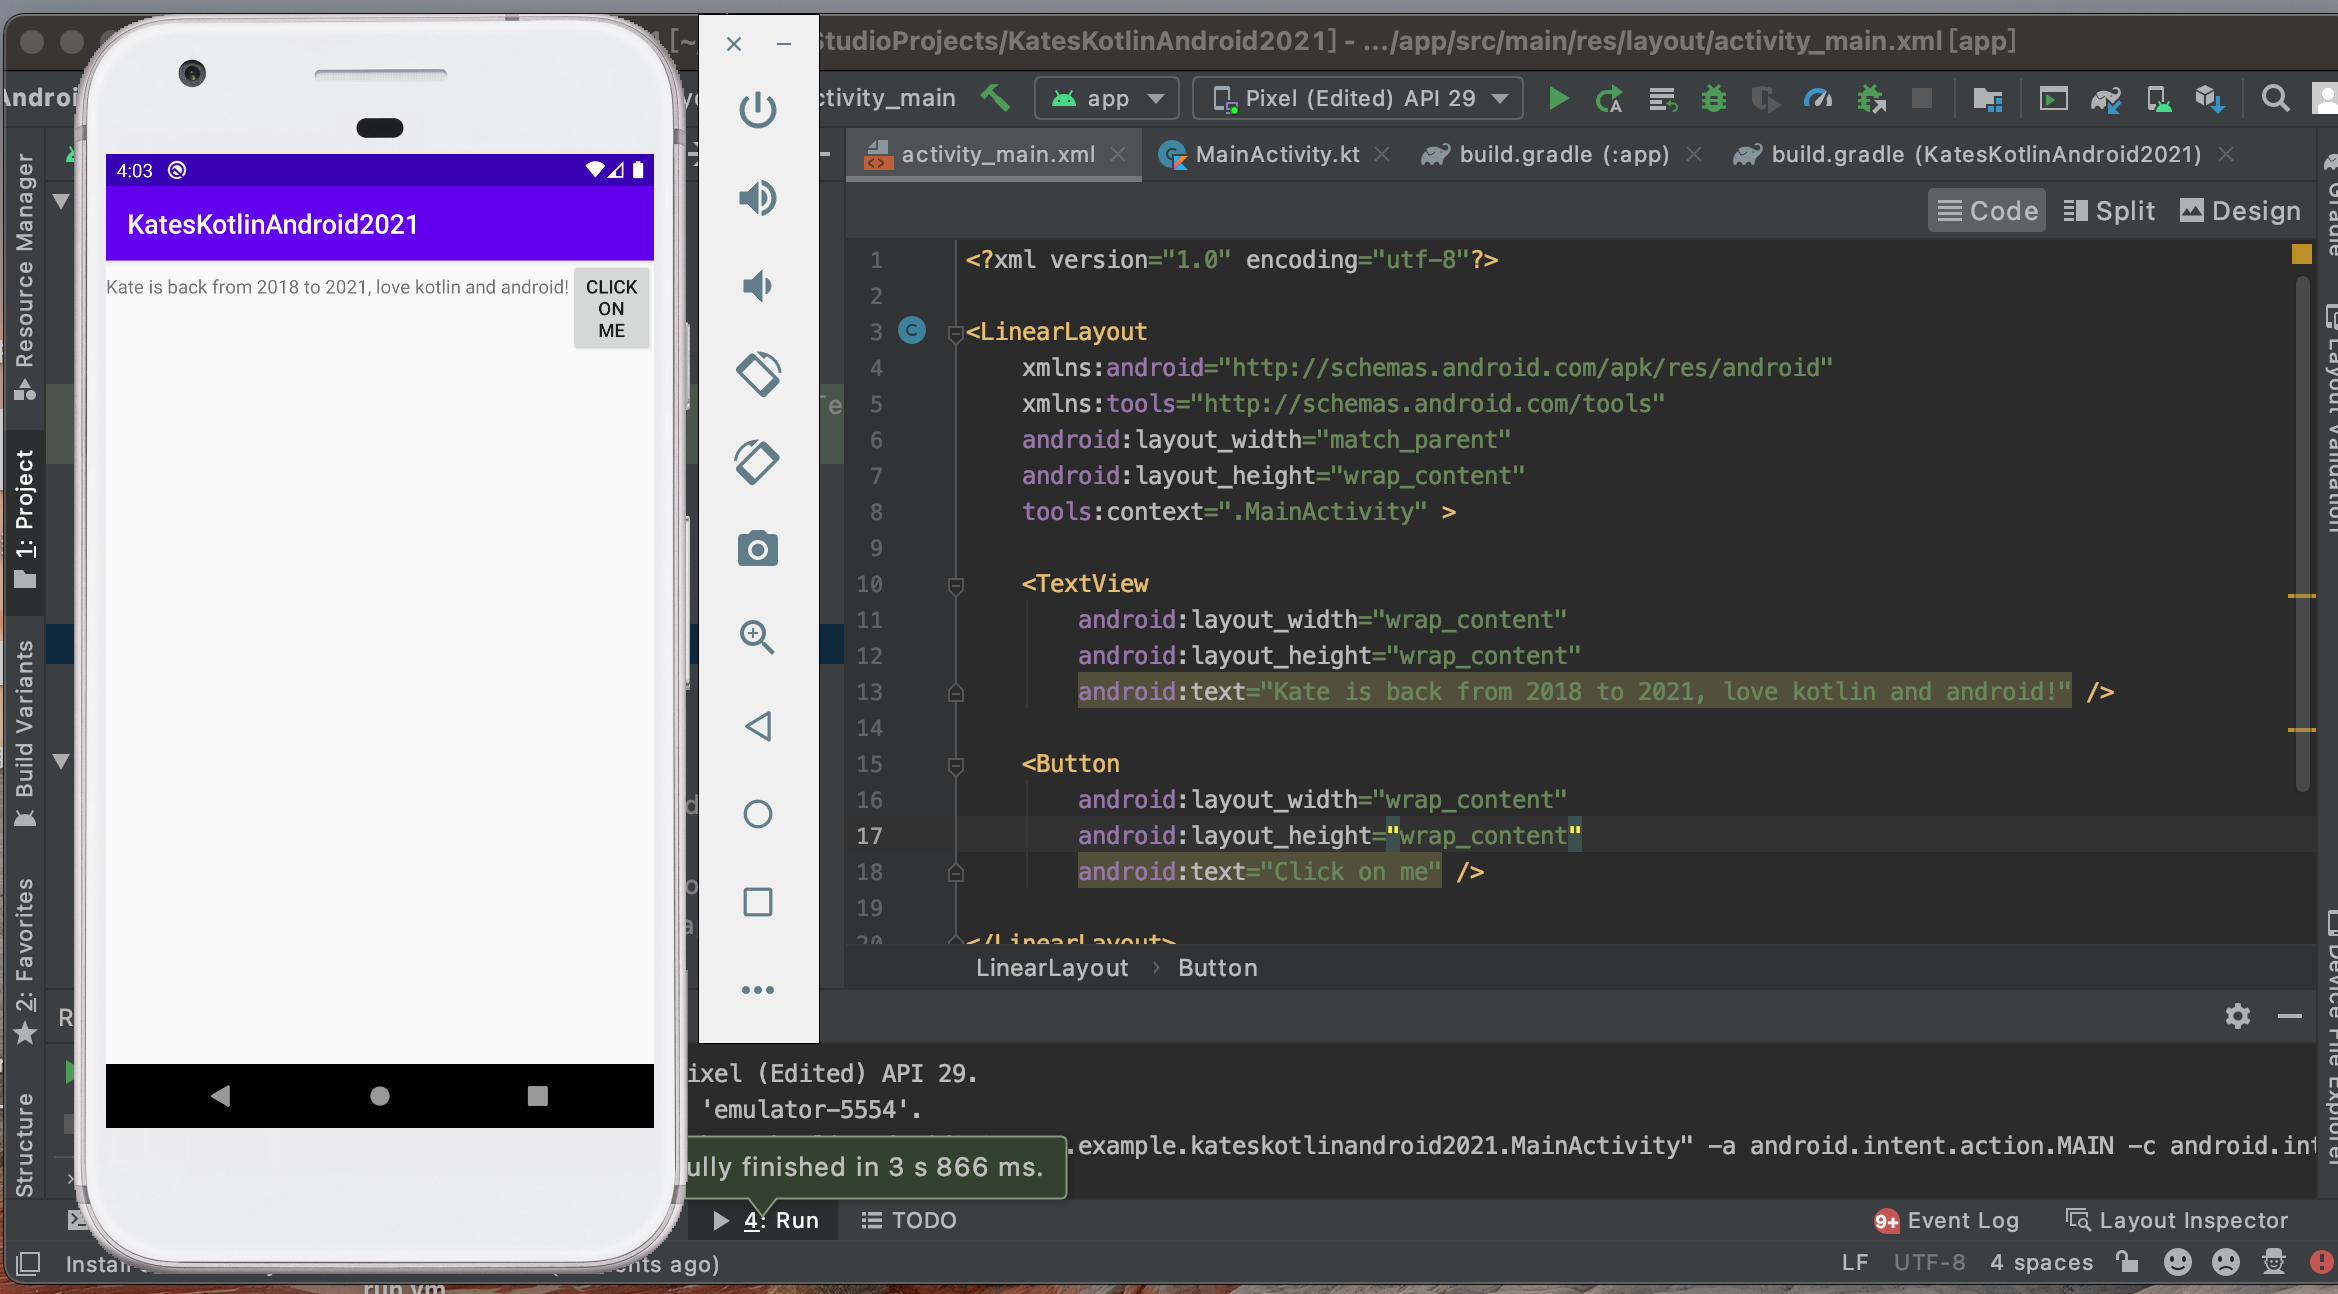 [~
StudioProjects/KatesKotlinAndroid2021] - .../app/src/main/res/layout/activity_main.xml [app]
ctivity_main
app
Pixel (Edited) API 29
activity_main.xml
MainActivity.kt
build.gradle (:app)
build.gradle (KatesKotlinAndroid2021)
Code
Split
Design
Resource Manager
1: Project
Build Variants
2: Favorites
Structure
4:03
KatesKotlinAndroid2021
Kate is back from 2018 to 2021, love kotlin and android!
CLICK
ON
ME
1 <?xml version="1.0" encoding="utf-8"?>
2
3 <LinearLayout
4 xmlns:android="http://schemas.android.com/apk/res/android"
5 xmlns:tools="http://schemas.android.com/tools"
6 android:layout_width="match_parent"
7 android:layout_height="wrap_content"
8 tools:context=".MainActivity" >
9
10 <TextView
11 android:layout_width="wrap_content"
12 android:layout_height="wrap_content"
13 android:text="Kate is back from 2018 to 2021, love kotlin and android!" />
14
15 <Button
16 android:layout_width="wrap_content"
17 android:layout_height="wrap_content"
18 android:text="Click on me" />
19
20 </LinearLayout>
LinearLayout › Button
Gradle
Layout Validation
Device File Explorer
ixel (Edited) API 29.
'emulator-5554'.
.example.kateskotlinandroid2021.MainActivity" -a android.intent.action.MAIN -c android.int
ully finished in 3 s 866 ms.
4: Run
TODO
9+ Event Log
Layout Inspector
Install
nts ago)
LF
UTF-8
4 spaces